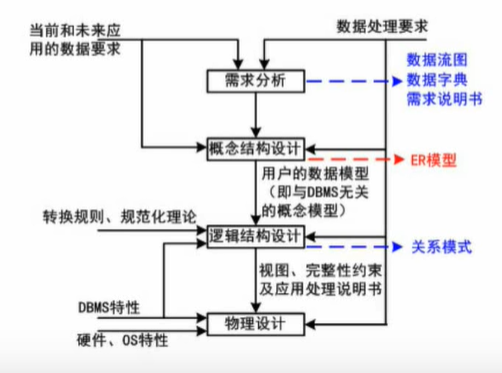 当前和未来应
用的数据要求
数据处理要求
需求分析
数据流图
数据字典
需求说明书
概念结构设计
ER模型
用户的数据模型
（即与DBMS无关
的概念模型）
转换规则、规范化理论
逻辑结构设计
关系模式
视图、完整性约束
及应用处理说明书
DBMS特性
物理设计
硬件、OS特性